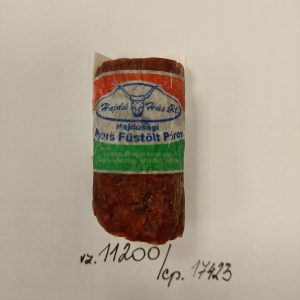 Hajdú Hús Bt.
Hajdúsági
Nyers Füstölt Páros
vz. 11200/cp. 17423